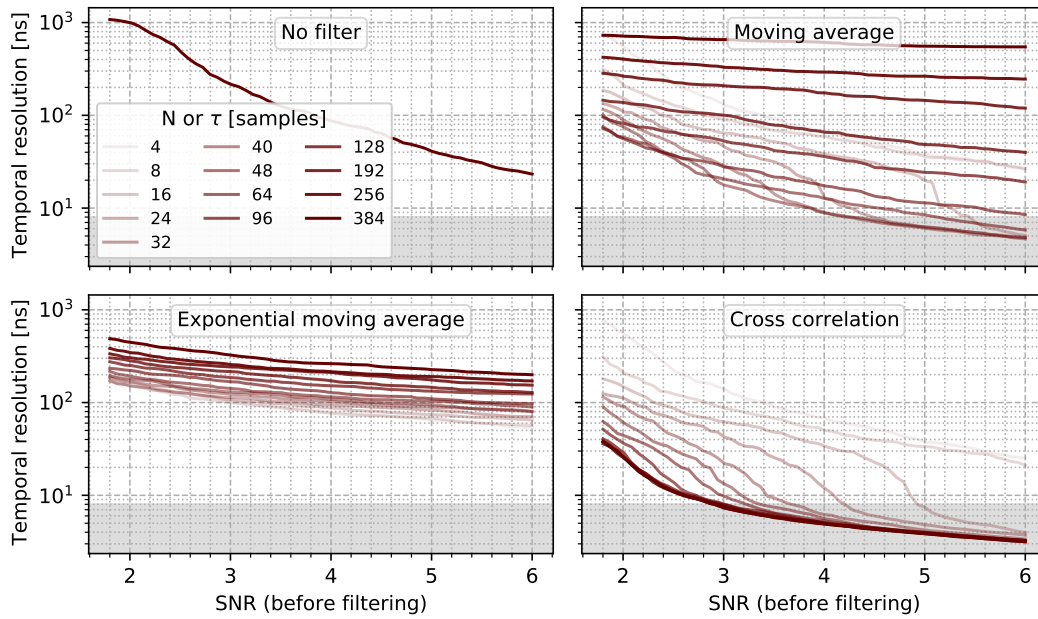 No filter
Moving average
Temporal resolution [ns]
10³
10²
10¹
N or τ [samples]
4 40 128
8 48 192
16 64 256
24 96 384
32
Exponential moving average
Cross correlation
Temporal resolution [ns]
10³
10²
10¹
2 3 4 5 6
2 3 4 5 6
SNR (before filtering)
SNR (before filtering)